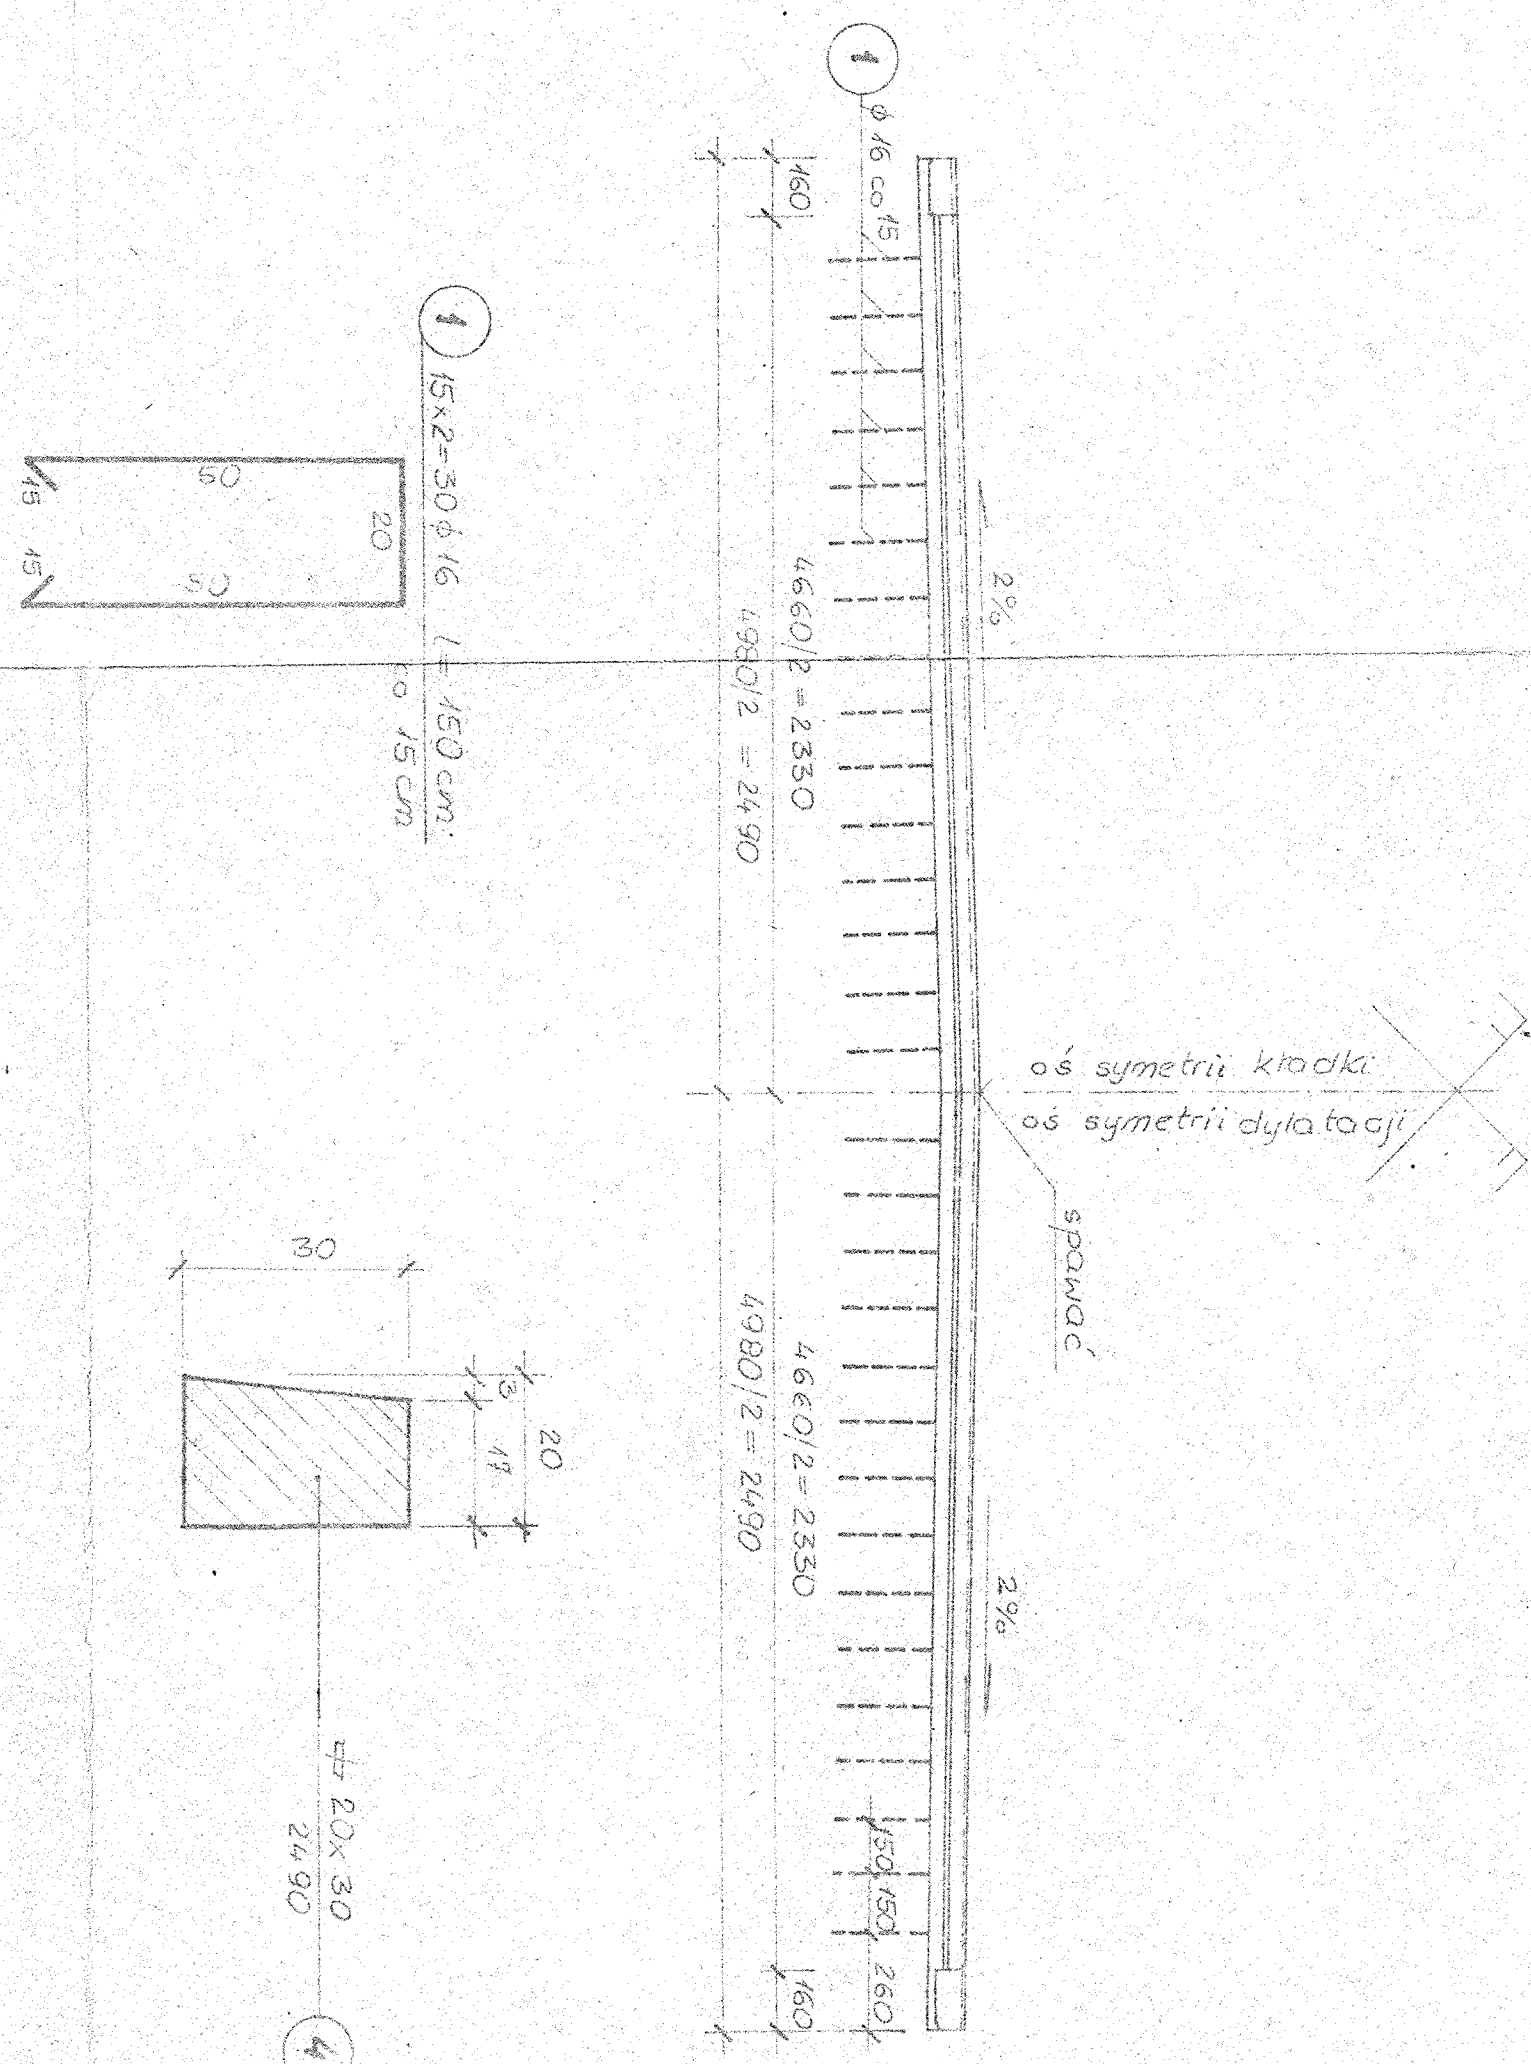 1
φ 16 co 15
160
4660/2 = 2330
4980/2 = 2490
2%
oś symetrii kładki
oś symetrii dylatacji
spawać
2%
4660/2 = 2330
4980/2 = 2490
150
150
260
160
1
15x2=30 φ 16 l = 150 cm
co 15 cm
50
20
50
15
15
30
3
17
20
20x30
2490
4